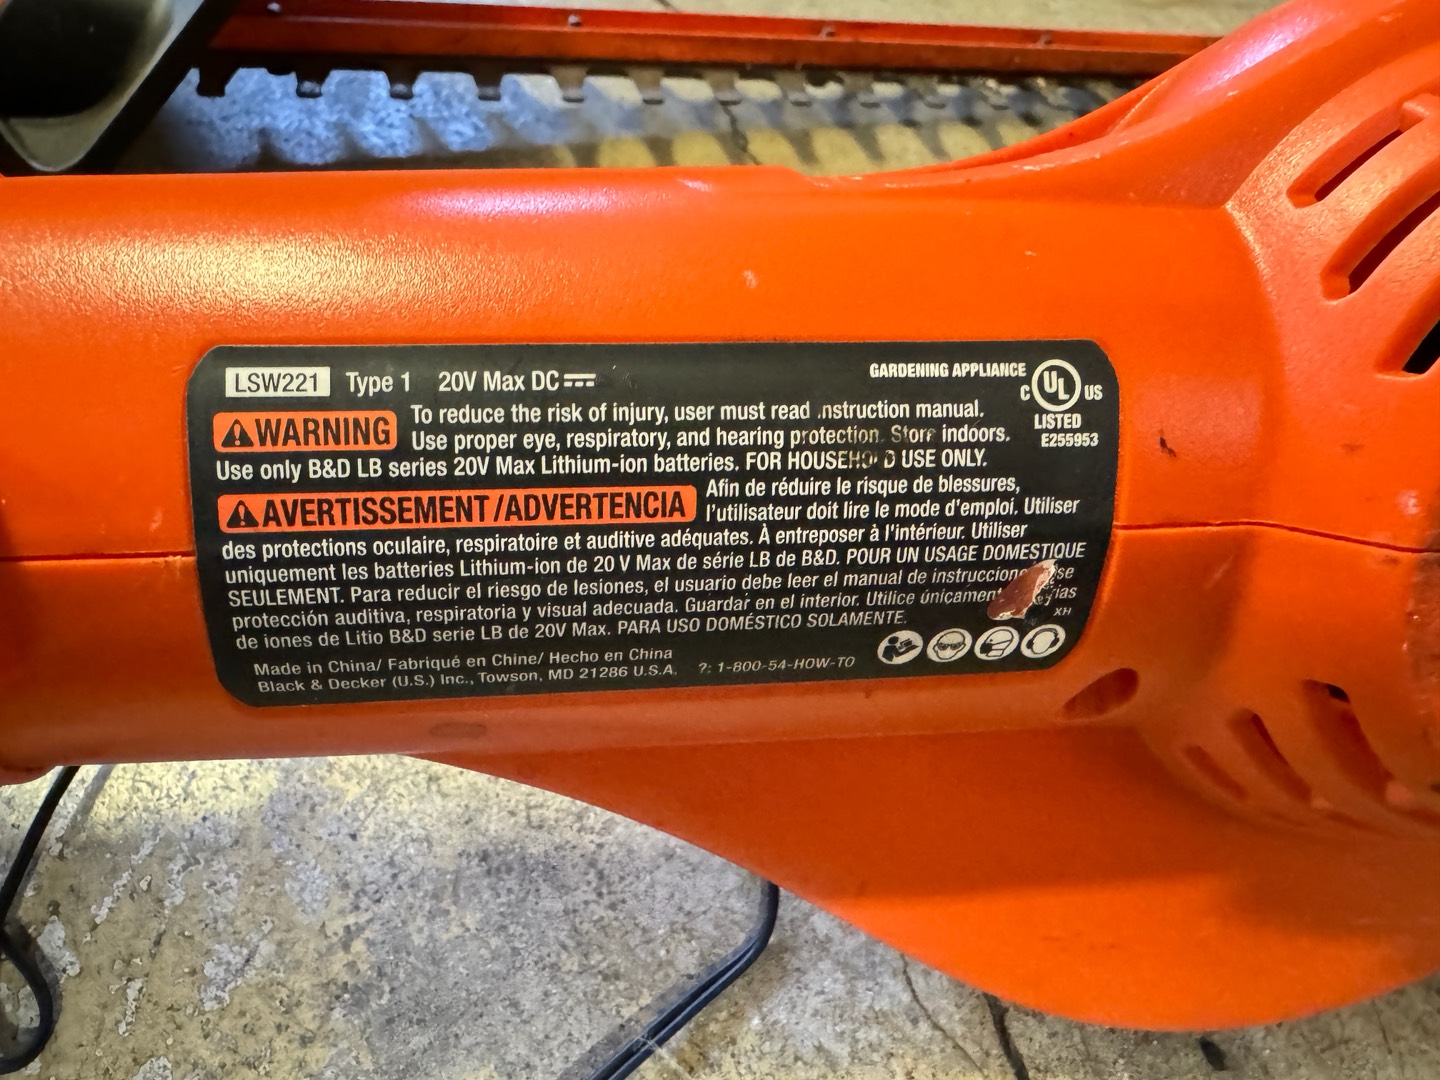 LSW221 Type 1 20V Max DC
GARDENING APPLIANCE
C UL US
LISTED
E255953
⚠WARNING To reduce the risk of injury, user must read instruction manual.
Use proper eye, respiratory, and hearing protection. Store indoors.
Use only B&D LB series 20V Max Lithium-ion batteries. FOR HOUSEHOLD USE ONLY.
⚠AVERTISSEMENT/ADVERTENCIA Afin de réduire le risque de blessures,
l'utilisateur doit lire le mode d'emploi. Utiliser
des protections oculaire, respiratoire et auditive adéquates. À entreposer à l'intérieur. Utiliser
uniquement les batteries Lithium-ion de 20 V Max de série LB de B&D. POUR UN USAGE DOMESTIQUE
SEULEMENT. Para reducir el riesgo de lesiones, el usuario debe leer el manual de
protección auditiva, respiratoria y visual adecuada. Guardar en el interior. Utilice
de iones de Litio B&D serie LB de 20V Max. PARA USO DOMÉSTICO SOLAMENTE.
XH
Made in China/ Fabriqué en Chine/ Hecho en China
Black & Decker (U.S.) Inc., Towson, MD 21286 U.S.A. ?: 1-800-54-HOW-TO